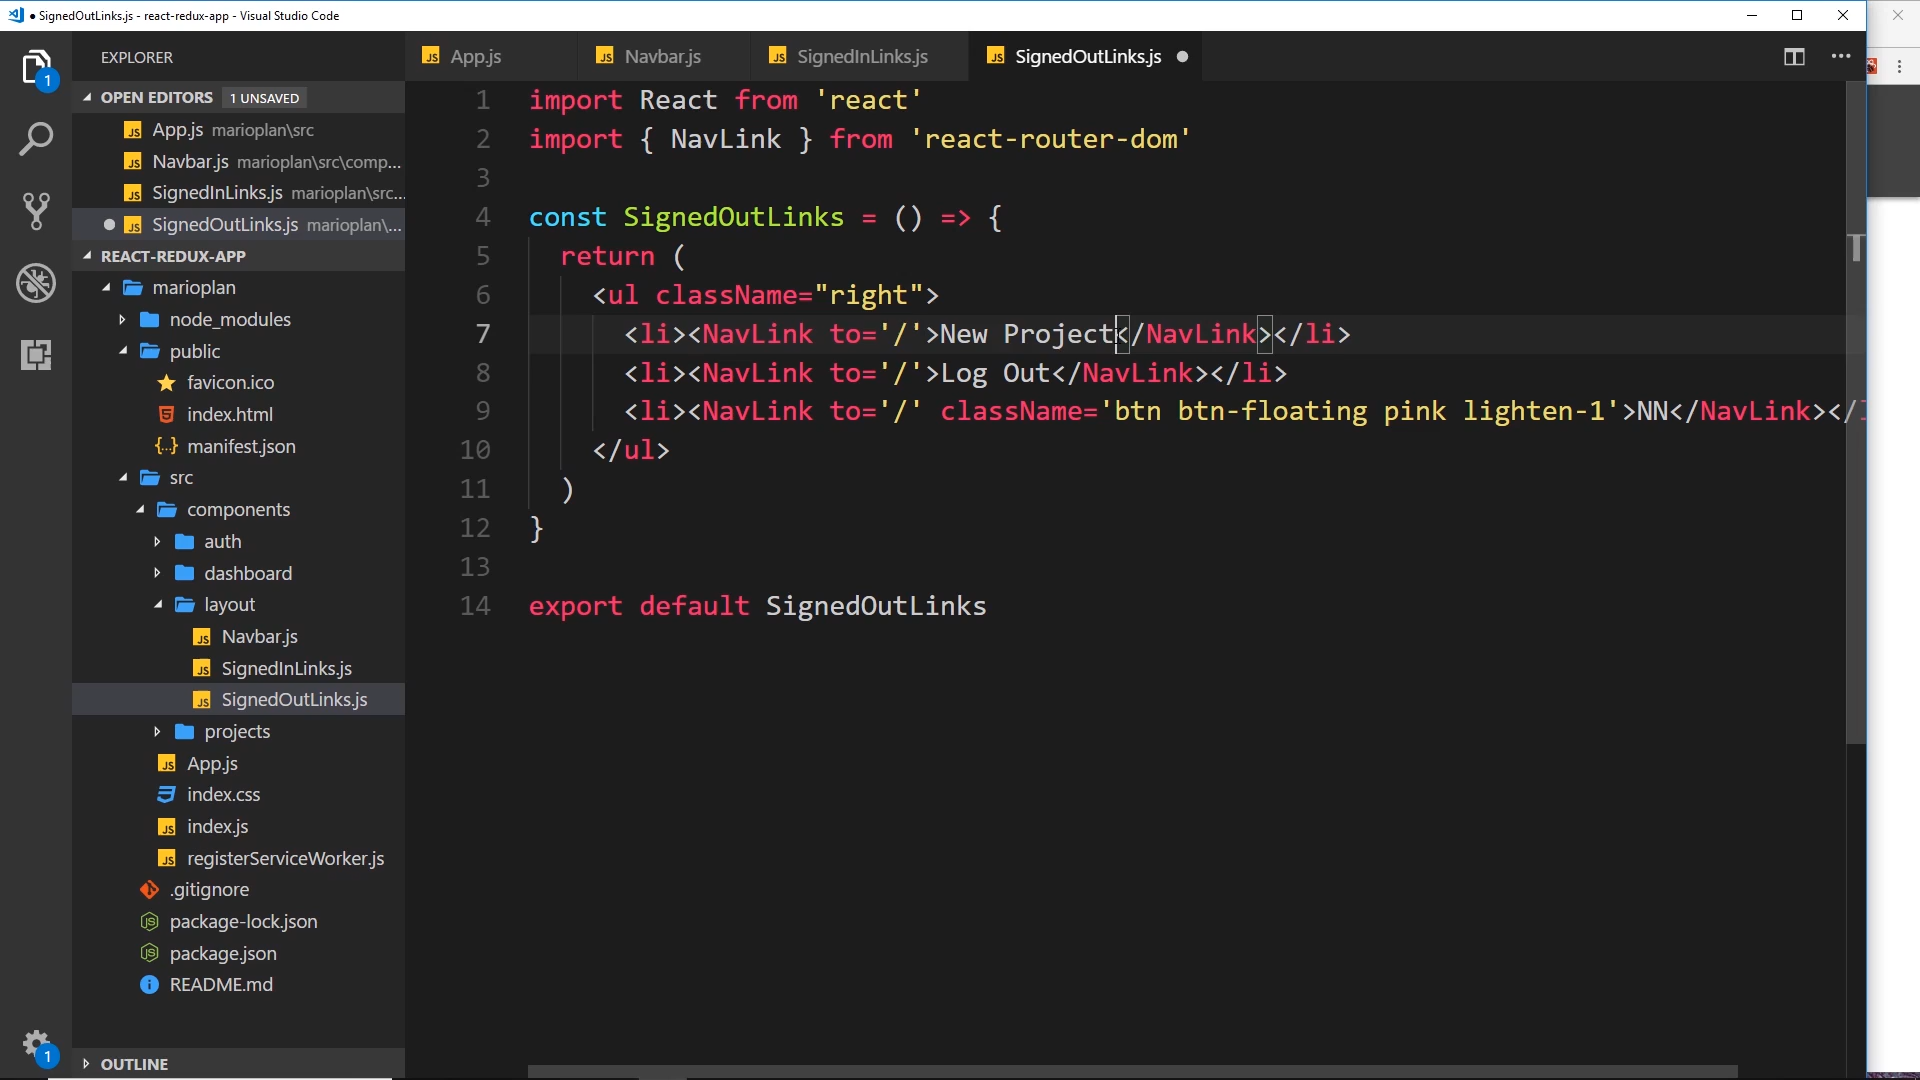 ● SignedOutLinks.js - react-redux-app - Visual Studio Code
EXPLORER
1
OPEN EDITORS 1 UNSAVED
App.js marioplan\src
Navbar.js marioplan\src\comp...
SignedInLinks.js marioplan\src...
SignedOutLinks.js marioplan\...
REACT-REDUX-APP
marioplan
node_modules
public
favicon.ico
index.html
manifest.json
src
components
auth
dashboard
layout
Navbar.js
SignedInLinks.js
SignedOutLinks.js
projects
App.js
index.css
index.js
registerServiceWorker.js
.gitignore
package-lock.json
package.json
README.md
1
OUTLINE
App.js Navbar.js SignedInLinks.js SignedOutLinks.js
1 import React from 'react'
2 import { NavLink } from 'react-router-dom'
3
4 const SignedOutLinks = () => {
5 return (
6 <ul className="right">
7 <li><NavLink to='/'>New Project</NavLink></li>
8 <li><NavLink to='/'>Log Out</NavLink></li>
9 <li><NavLink to='/' className='btn btn-floating pink lighten-1'>NN</NavLink></l
10 </ul>
11 )
12 }
13
14 export default SignedOutLinks